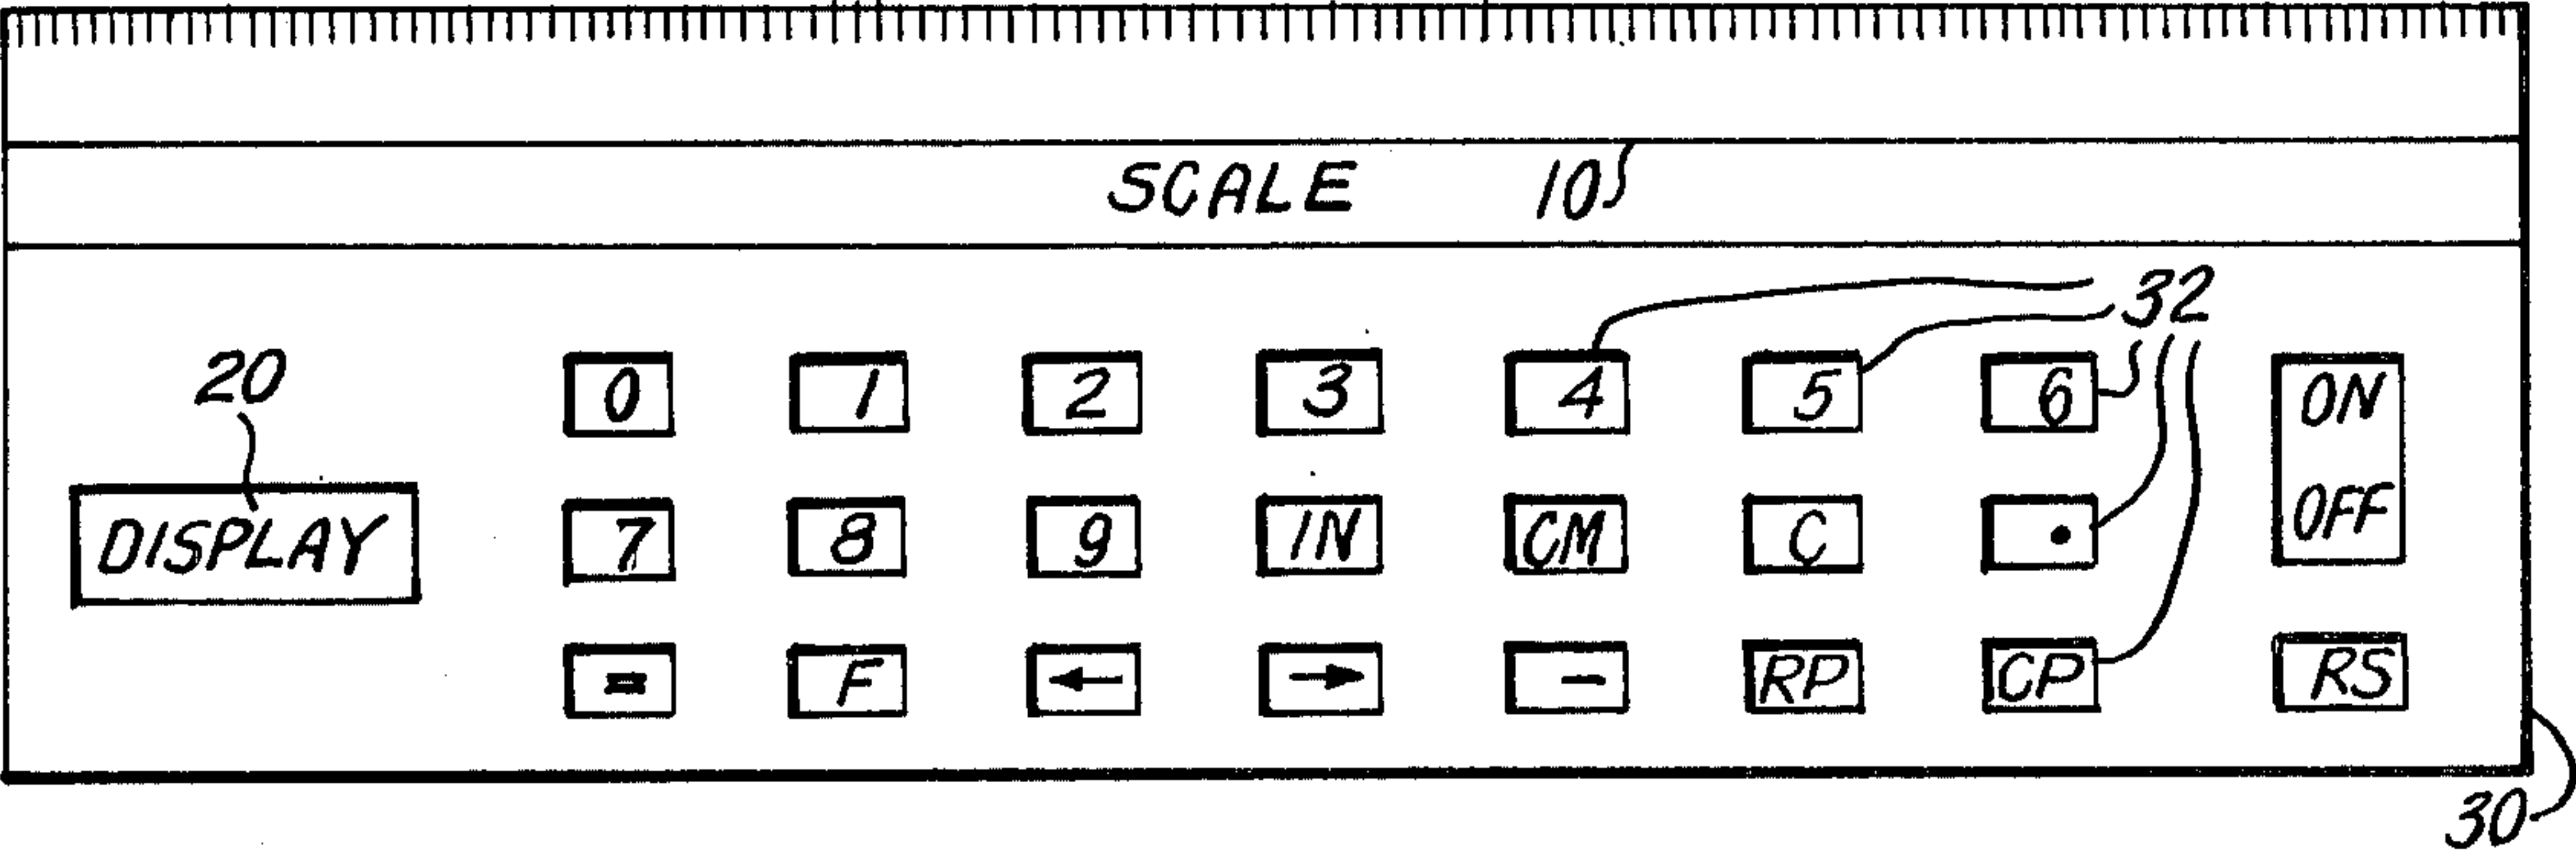 SCALE 10
32
20 0 1 2 3 4 5 6 ON
DISPLAY 7 8 9 IN CM C . OFF
= F ← → - RP CP RS
30